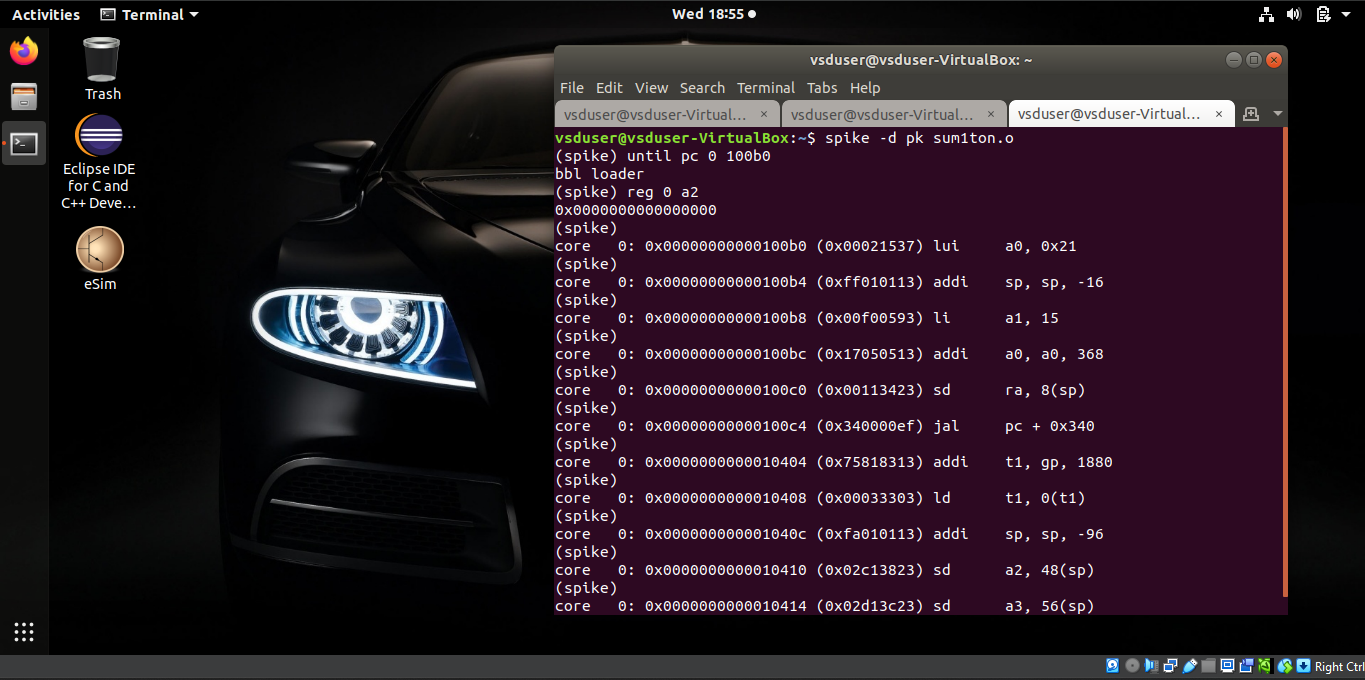 Activities Terminal Wed 18:55
Trash
Eclipse IDE
for C and
C++ Deve…
eSim
vsduser@vsduser-VirtualBox: ~
File Edit View Search Terminal Tabs Help
vsduser@vsduser-Virtual… × vsduser@vsduser-Virtual… × vsduser@vsduser-Virtual… ×
vsduser@vsduser-VirtualBox:~$ spike -d pk sum1ton.o
(spike) until pc 0 100b0
bbl loader
(spike) reg 0 a2
0x0000000000000000
(spike)
core   0: 0x00000000000100b0 (0x00021537) lui     a0, 0x21
(spike)
core   0: 0x00000000000100b4 (0xff010113) addi    sp, sp, -16
(spike)
core   0: 0x00000000000100b8 (0x00f00593) li      a1, 15
(spike)
core   0: 0x00000000000100bc (0x17050513) addi    a0, a0, 368
(spike)
core   0: 0x00000000000100c0 (0x00113423) sd      ra, 8(sp)
(spike)
core   0: 0x00000000000100c4 (0x340000ef) jal     pc + 0x340
(spike)
core   0: 0x0000000000010404 (0x75818313) addi    t1, gp, 1880
(spike)
core   0: 0x0000000000010408 (0x00033303) ld      t1, 0(t1)
(spike)
core   0: 0x000000000001040c (0xfa010113) addi    sp, sp, -96
(spike)
core   0: 0x0000000000010410 (0x02c13823) sd      a2, 48(sp)
(spike)
core   0: 0x0000000000010414 (0x02d13c23) sd      a3, 56(sp)
Right Ctrl